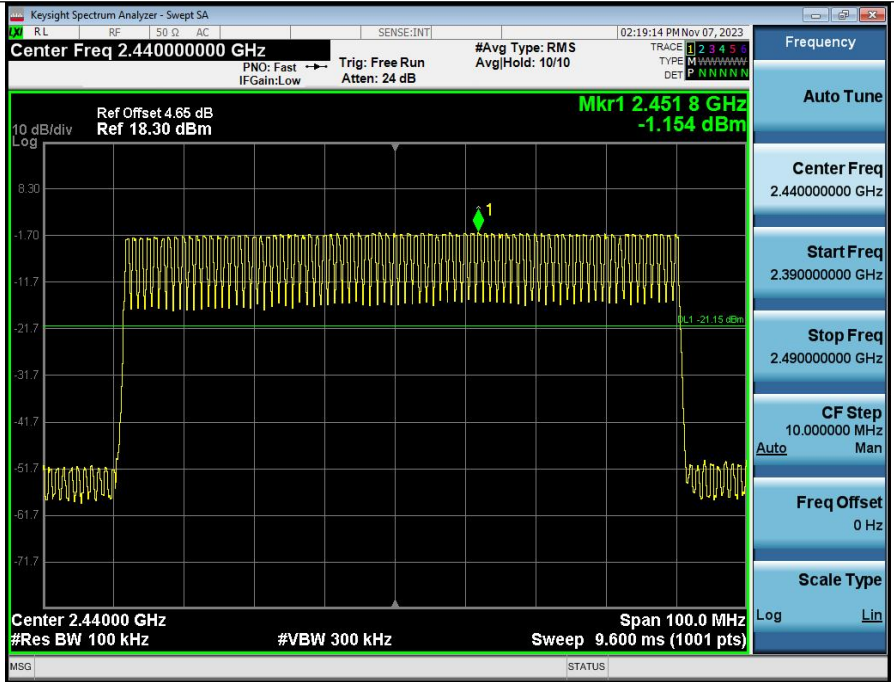 Keysight Spectrum Analyzer - Swept SA
LXI RL RF 50 Ω AC SENSE:INT 02:19:14 PM Nov 07, 2023
Center Freq 2.440000000 GHz
PNO: Fast
IFGain:Low
Trig: Free Run
Atten: 24 dB
#Avg Type: RMS
Avg|Hold: 10/10
TRACE 1 2 3 4 5 6
TYPE M WWWWW
DET P N N N N N
Mkr1 2.451 8 GHz
-1.154 dBm
Ref Offset 4.65 dB
10 dB/div Ref 18.30 dBm
Log
1
8.30
-1.70
-11.7
-21.7
DL1 -21.15 dBm
-31.7
-41.7
-51.7
-61.7
-71.7
Center 2.44000 GHz Span 100.0 MHz
#Res BW 100 kHz #VBW 300 kHz Sweep 9.600 ms (1001 pts)
MSG STATUS
Frequency
Auto Tune
Center Freq
2.440000000 GHz
Start Freq
2.390000000 GHz
Stop Freq
2.490000000 GHz
CF Step
10.000000 MHz
Auto Man
Freq Offset
0 Hz
Scale Type
Log Lin